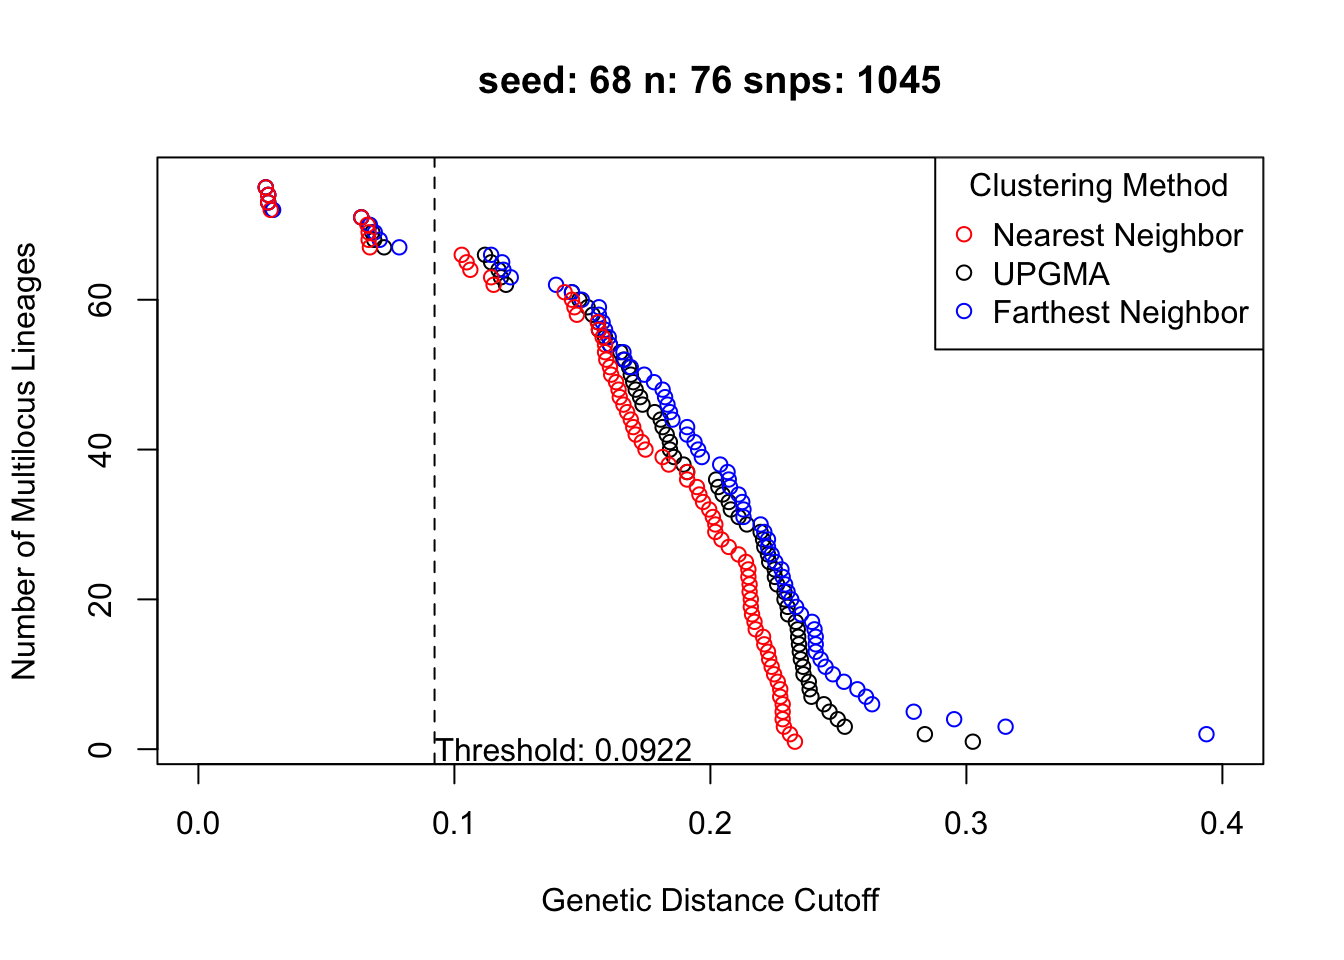 seed: 68 n: 76 snps: 1045
Clustering Method
Nearest Neighbor
UPGMA
Farthest Neighbor
Number of Multilocus Lineages
60
40
20
0
Threshold: 0.0922
0.0 0.1 0.2 0.3 0.4
Genetic Distance Cutoff